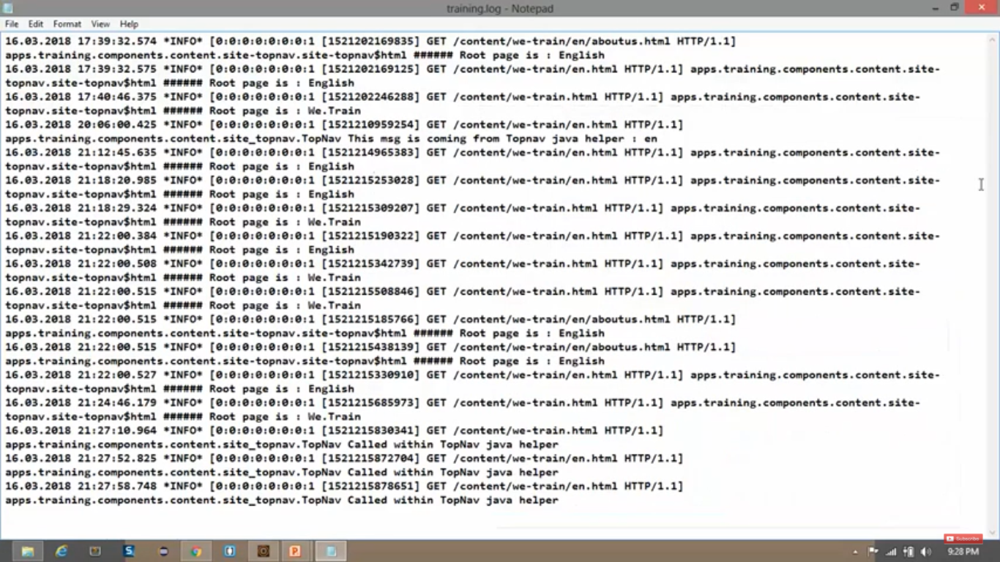 training.log - Notepad
File Edit Format View Help
16.03.2018 17:39:32.574 *INFO* [0:0:0:0:0:0:0:1 [1521202169835] GET /content/we-train/en/aboutus.html HTTP/1.1]
apps.training.components.content.site-topnav.site-topnav$html ###### Root page is : English
16.03.2018 17:39:32.575 *INFO* [0:0:0:0:0:0:0:1 [1521202169125] GET /content/we-train/en.html HTTP/1.1] apps.training.components.content.site-
topnav.site-topnav$html ###### Root page is : English
16.03.2018 17:40:46.375 *INFO* [0:0:0:0:0:0:0:1 [1521202246288] GET /content/we-train.html HTTP/1.1] apps.training.components.content.site-
topnav.site-topnav$html ###### Root page is : We.Train
16.03.2018 20:06:00.425 *INFO* [0:0:0:0:0:0:0:1 [1521210959254] GET /content/we-train/en.html HTTP/1.1]
apps.training.components.content.site_topnav.TopNav This msg is coming from Topnav java helper : en
16.03.2018 21:12:45.635 *INFO* [0:0:0:0:0:0:0:1 [1521214965383] GET /content/we-train/en.html HTTP/1.1] apps.training.components.content.site-
topnav.site-topnav$html ###### Root page is : English
16.03.2018 21:18:20.985 *INFO* [0:0:0:0:0:0:0:1 [1521215253028] GET /content/we-train/en.html HTTP/1.1] apps.training.components.content.site-
topnav.site-topnav$html ###### Root page is : English
16.03.2018 21:18:29.324 *INFO* [0:0:0:0:0:0:0:1 [1521215309207] GET /content/we-train.html HTTP/1.1] apps.training.components.content.site-
topnav.site-topnav$html ###### Root page is : We.Train
16.03.2018 21:22:00.384 *INFO* [0:0:0:0:0:0:0:1 [1521215190322] GET /content/we-train/en.html HTTP/1.1] apps.training.components.content.site-
topnav.site-topnav$html ###### Root page is : English
16.03.2018 21:22:00.508 *INFO* [0:0:0:0:0:0:0:1 [1521215342739] GET /content/we-train.html HTTP/1.1] apps.training.components.content.site-
topnav.site-topnav$html ###### Root page is : We.Train
16.03.2018 21:22:00.515 *INFO* [0:0:0:0:0:0:0:1 [1521215508846] GET /content/we-train.html HTTP/1.1] apps.training.components.content.site-
topnav.site-topnav$html ###### Root page is : We.Train
16.03.2018 21:22:00.515 *INFO* [0:0:0:0:0:0:0:1 [1521215185766] GET /content/we-train/en/aboutus.html HTTP/1.1]
apps.training.components.content.site-topnav.site-topnav$html ###### Root page is : English
16.03.2018 21:22:00.515 *INFO* [0:0:0:0:0:0:0:1 [1521215438139] GET /content/we-train/en/aboutus.html HTTP/1.1]
apps.training.components.content.site-topnav.site-topnav$html ###### Root page is : English
16.03.2018 21:22:00.527 *INFO* [0:0:0:0:0:0:0:1 [1521215330910] GET /content/we-train/en.html HTTP/1.1] apps.training.components.content.site-
topnav.site-topnav$html ###### Root page is : English
16.03.2018 21:24:46.179 *INFO* [0:0:0:0:0:0:0:1 [1521215685973] GET /content/we-train.html HTTP/1.1] apps.training.components.content.site-
topnav.site-topnav$html ###### Root page is : We.Train
16.03.2018 21:27:10.964 *INFO* [0:0:0:0:0:0:0:1 [1521215830341] GET /content/we-train.html HTTP/1.1]
apps.training.components.content.site_topnav.TopNav Called within TopNav java helper
16.03.2018 21:27:52.825 *INFO* [0:0:0:0:0:0:0:1 [1521215872704] GET /content/we-train/en.html HTTP/1.1]
apps.training.components.content.site_topnav.TopNav Called within TopNav java helper
16.03.2018 21:27:58.748 *INFO* [0:0:0:0:0:0:0:1 [1521215878651] GET /content/we-train/en.html HTTP/1.1]
apps.training.components.content.site_topnav.TopNav Called within TopNav java helper
Subscribe
9:28 PM